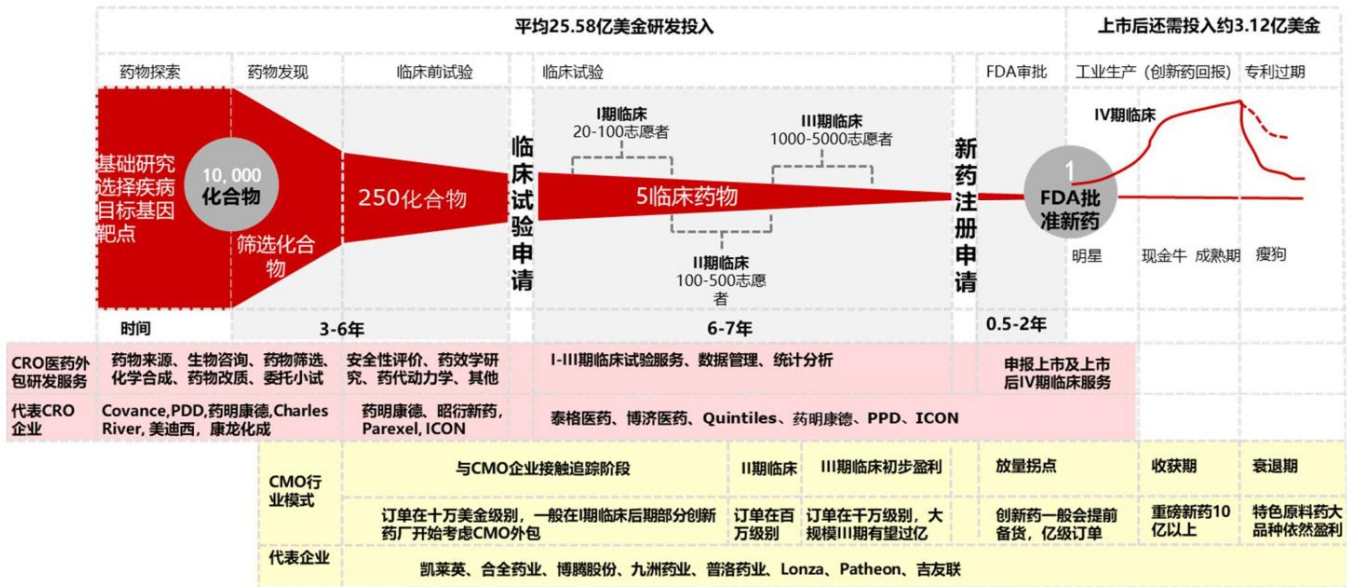 平均25.58亿美金研发投入
上市后还需投入约3.12亿美金
药物探索
药物发现
临床前试验
临床试验
FDA审批
工业生产
(创新药回报)
专利过期
基础研究
选择疾病
目标基因
靶点
10,000
化合物
筛选化合
物
250化合物
临床试验申请
I期临床
20-100志愿者
III期临床
1000-5000志愿者
5临床药物
II期临床
100-500志愿
者
新药注册申请
1
FDA批
准新药
IV期临床
明星
现金牛
成熟期
瘦狗
时间
3-6年
6-7年
0.5-2年
CRO医药外
包研发服务
药物来源、生物咨询、药物筛选、
化学合成、药物改质、委托小试
安全性评价、药效学研
究、药代动力学、其他
I-III期临床试验服务、数据管理、统计分析
申报上市及上市
后IV期临床服务
代表CRO
企业
Covance,PDD,药明康德,Charles
River, 美迪西，康龙化成
药明康德、昭衍新药，
Parexel, ICON
泰格医药、博济医药、Quintiles、药明康德、PPD、ICON
CMO行
业模式
与CMO企业接触追踪阶段
II期临床
III期临床初步盈利
放量拐点
收获期
衰退期
订单在十万美金级别，一般在I期临床后期部分创新
药厂开始考虑CMO外包
订单在百
万级别
订单在千万级别，大
规模III期有望过亿
创新药一般会提前
备货，亿级订单
重磅新药10
亿以上
特色原料药大
品种依然盈利
代表企业
凯莱英、合全药业、博腾股份、九洲药业、普洛药业、Lonza、Patheon、吉友联